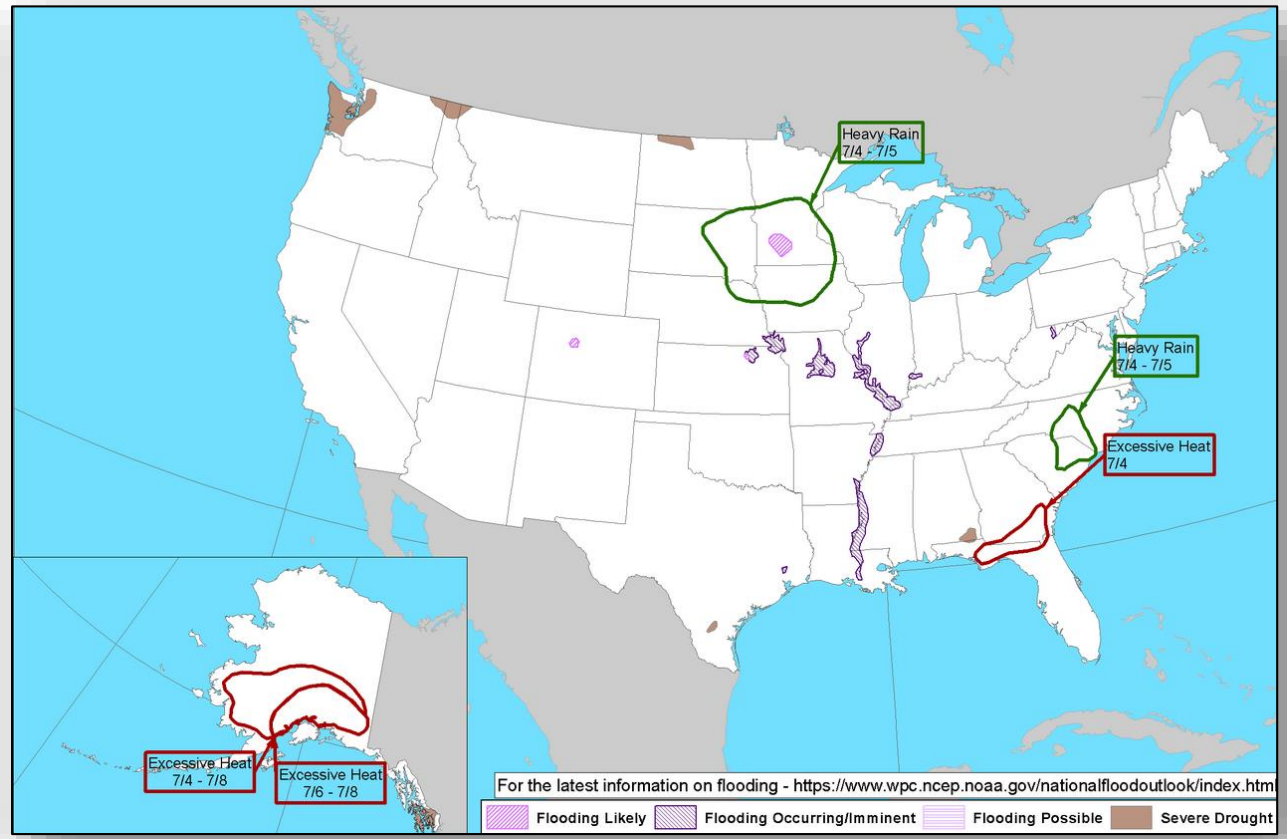 Heavy Rain
7/4 - 7/5
Heavy Rain
7/4 - 7/5
Excessive Heat
7/4
Excessive Heat
7/4 - 7/8
Excessive Heat
7/6 - 7/8
For the latest information on flooding - https://www.wpc.ncep.noaa.gov/nationalfloodoutlook/index.html
Flooding Likely Flooding Occurring/Imminent Flooding Possible Severe Drought